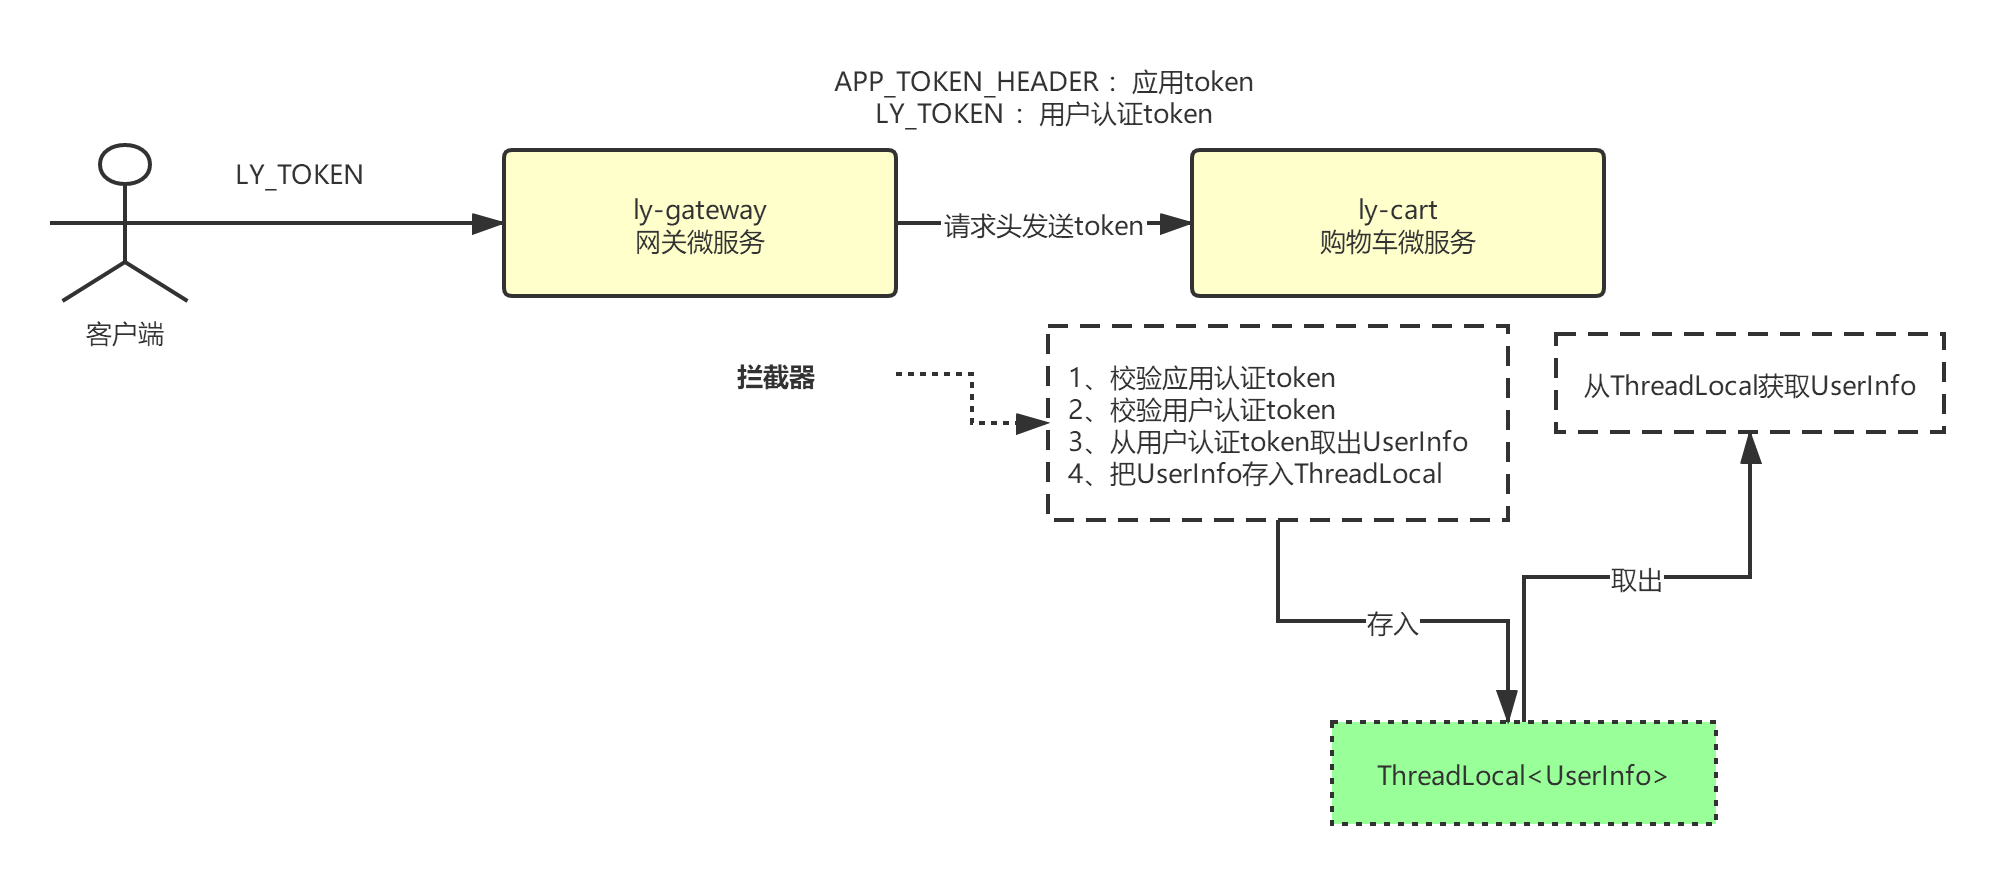 APP_TOKEN_HEADER：应用token
LY_TOKEN：用户认证token
LY_TOKEN
ly-gateway
网关微服务
请求头发送token
ly-cart
购物车微服务
客户端
拦截器
1、校验应用认证token
2、校验用户认证token
3、从用户认证token取出UserInfo
4、把UserInfo存入ThreadLocal
从ThreadLocal获取UserInfo
取出
存入
ThreadLocal<UserInfo>